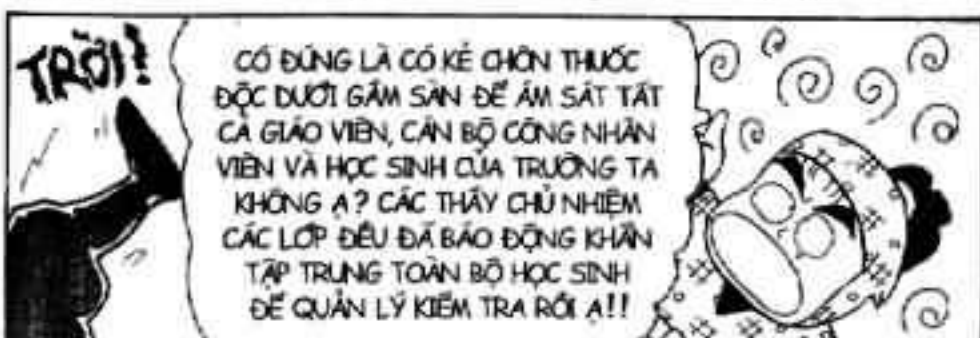 TRỜI!
CÓ ĐÚNG LÀ CÓ KẺ CHÔN THUỐC
ĐỘC DƯỚI GẦM SÀN ĐỂ ÁM SÁT TẤT
CẢ GIÁO VIÊN, CÁN BỘ CÔNG NHÂN
VIÊN VÀ HỌC SINH CỦA TRƯỜNG TA
KHÔNG Ạ? CÁC THẦY CHỦ NHIỆM
CÁC LỚP ĐỀU ĐÃ BÁO ĐỘNG KHẨN
TẬP TRUNG TOÀN BỘ HỌC SINH
ĐỂ QUẢN LÝ KIỂM TRA RỒI Ạ!!